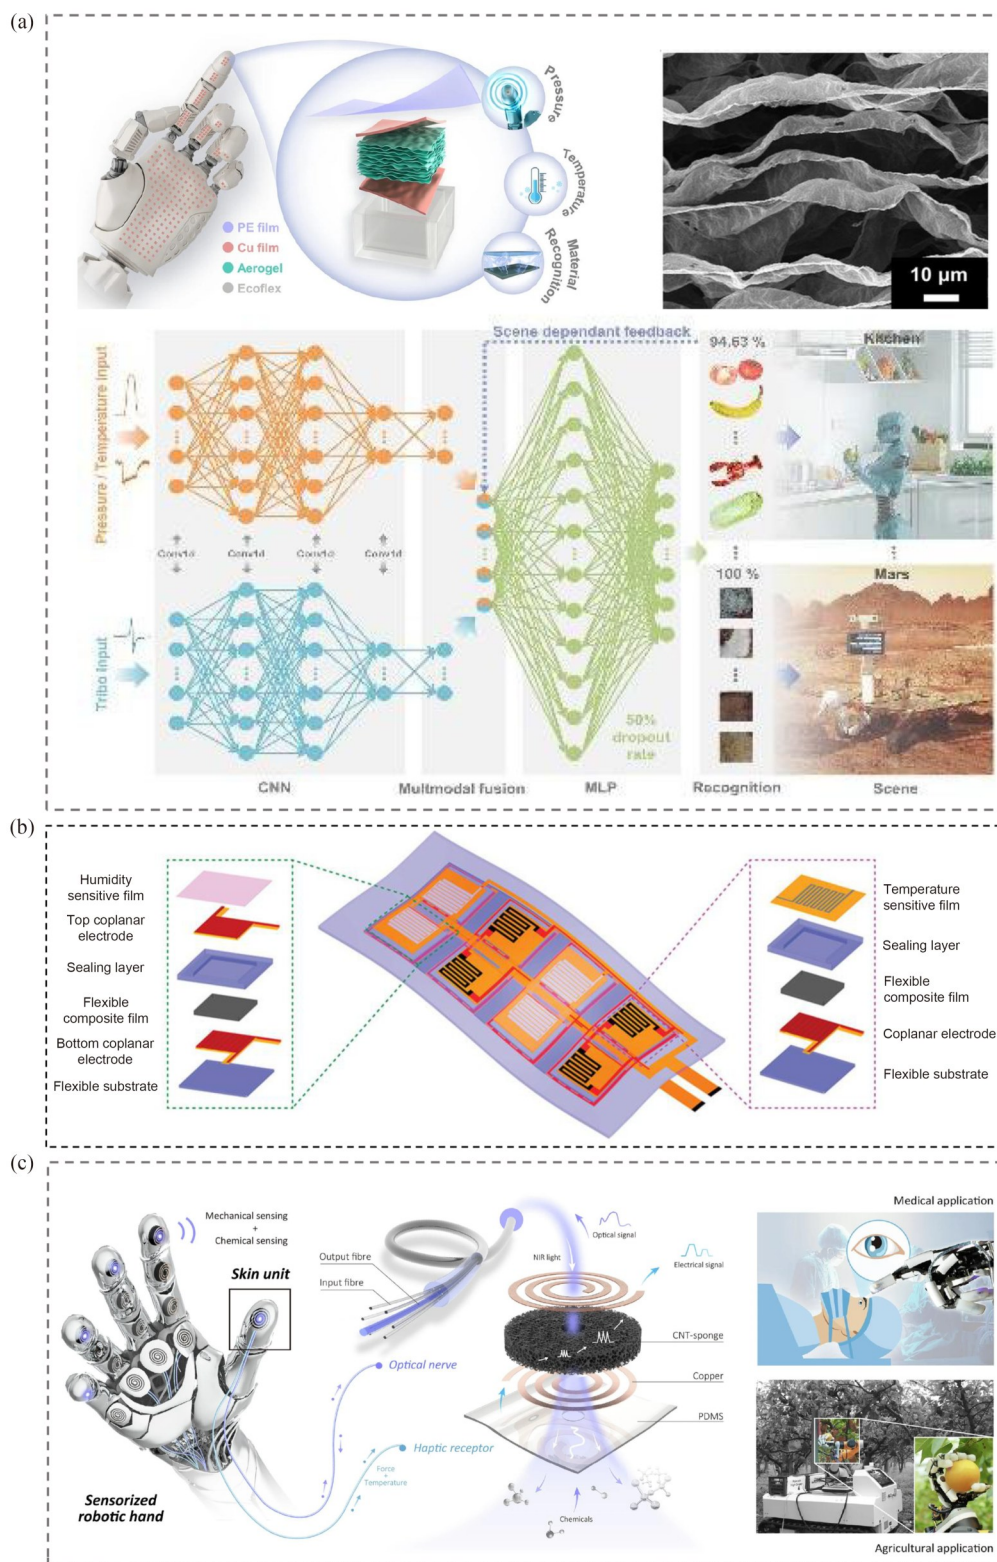 (a)
Pressure
Temperature
Material
Recognition
PE film
Cu film
Aerogel
Ecoflex
10 µm
Scene dependant feedback
Pressure / Temperature Input
Tribo Input
Conv1d
Conv1d
Conv1d
Conv1d
94.63 %
Kitchen
100 %
Mars
50%
dropout
rate
CNN
Multmodal fusion
MLP
Recognition
Scene
(b)
Humidity
sensitive film
Top coplanar
electrode
Sealing layer
Flexible
composite film
Bottom coplanar
electrode
Flexible substrate
Temperature
sensitive film
Sealing layer
Flexible
composite film
Coplanar electrode
Flexible substrate
(c)
Mechanical sensing
+
Chemical sensing
Skin unit
Output fibre
Input fibre
Optical nerve
Haptic receptor
Force
+
Temperature
Sensorized
robotic hand
Optical signal
NIR light
Electrical signal
CNT-sponge
Copper
PDMS
Chemicals
Medical application
Agricultural application